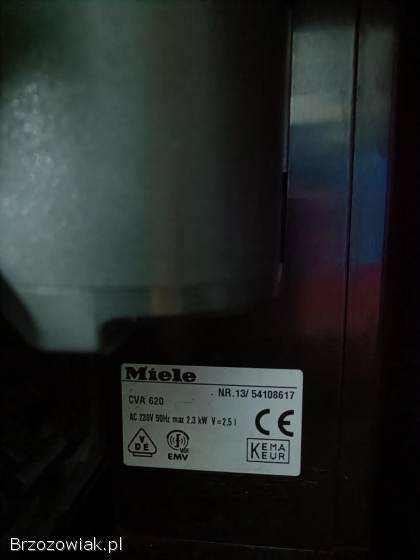 Miele
NR.13/ 54108617
CVA 620
AC 230V 50Hz max 2.3 kW V=2.5 l
CE
VDE
EMV
KEMA
KEUR
Brzozowiak.pl